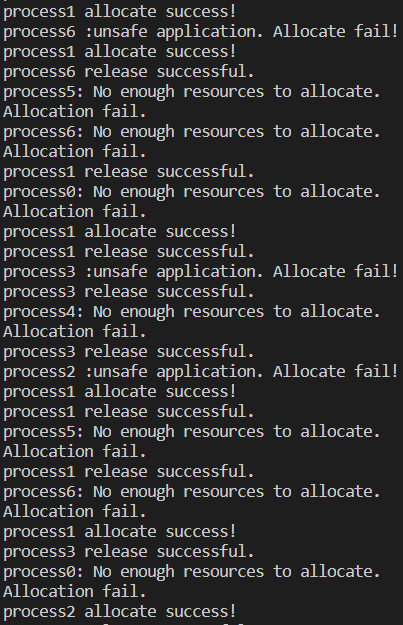 process1 allocate success!
process6 :unsafe application. Allocate fail!
process1 allocate success!
process6 release successful.
process5: No enough resources to allocate.
Allocation fail.
process6: No enough resources to allocate.
Allocation fail.
process1 release successful.
process0: No enough resources to allocate.
Allocation fail.
process1 allocate success!
process1 release successful.
process3 :unsafe application. Allocate fail!
process3 release successful.
process4: No enough resources to allocate.
Allocation fail.
process3 release successful.
process2 :unsafe application. Allocate fail!
process1 allocate success!
process1 release successful.
process5: No enough resources to allocate.
Allocation fail.
process1 release successful.
process6: No enough resources to allocate.
Allocation fail.
process1 allocate success!
process3 release successful.
process0: No enough resources to allocate.
Allocation fail.
process2 allocate success!